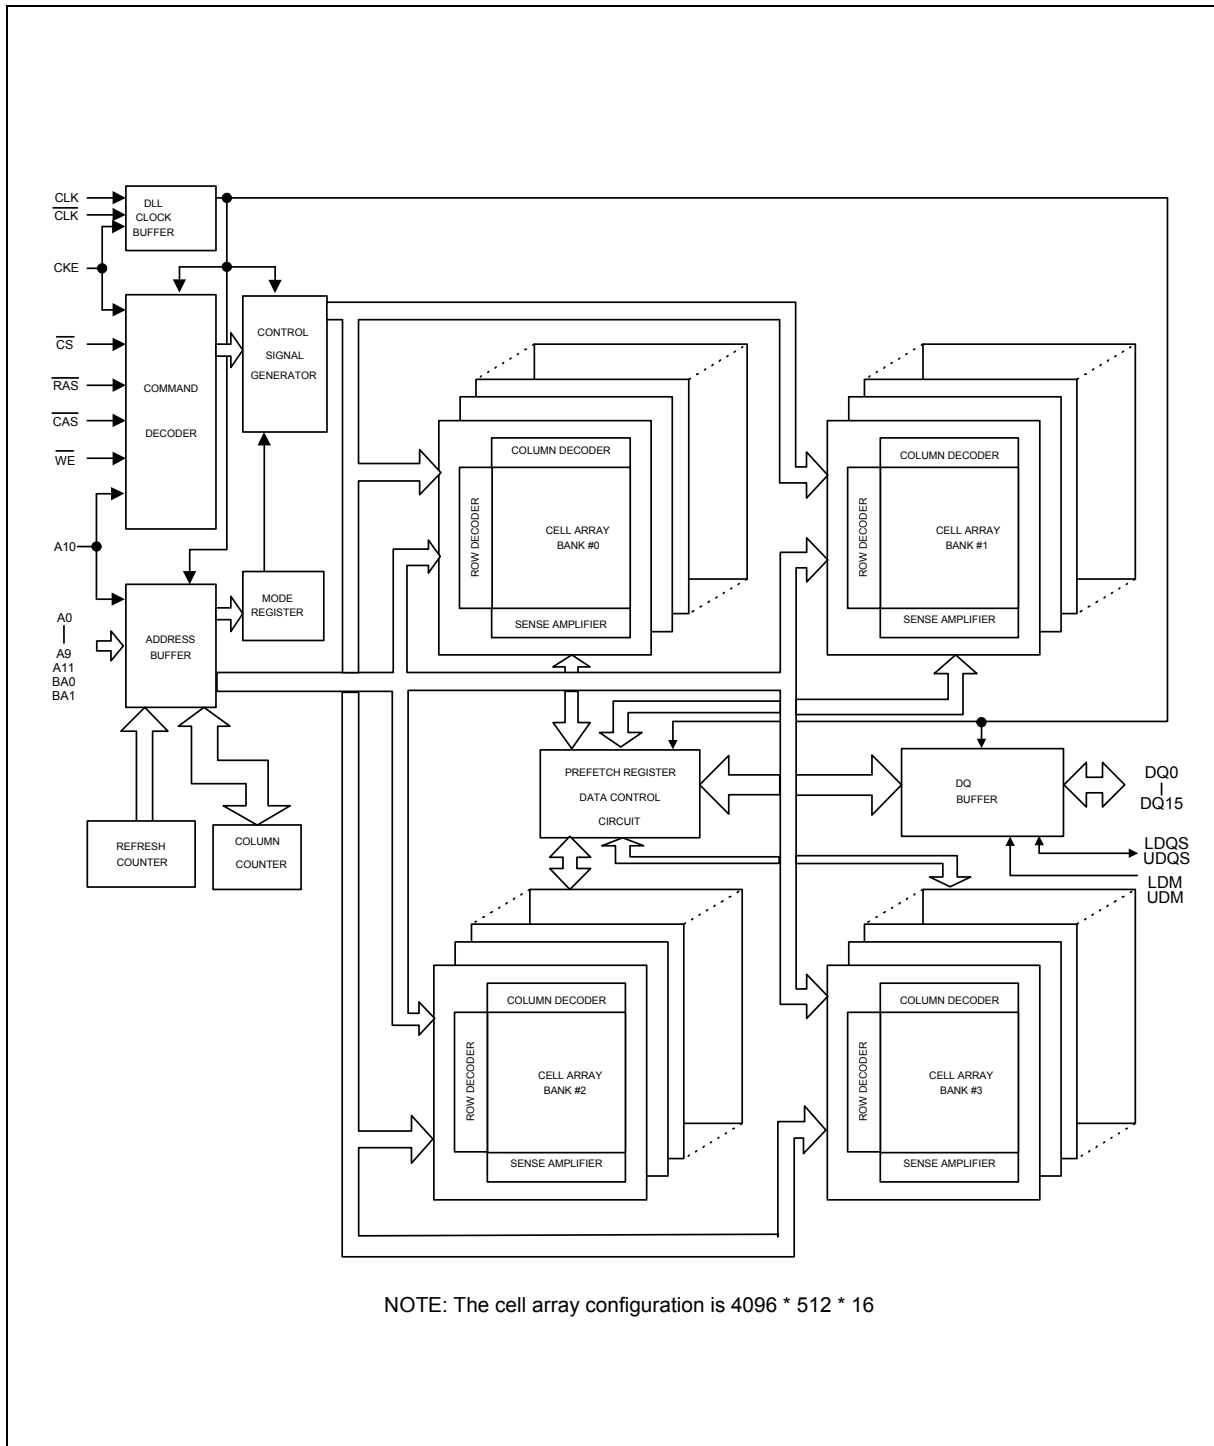 CLK
CLK
CKE
CS
RAS
CAS
WE
A10
A0
A9
A11
BA0
BA1
DLL
CLOCK
BUFFER
COMMAND
DECODER
CONTROL
SIGNAL
GENERATOR
MODE
REGISTER
ADDRESS
BUFFER
REFRESH
COUNTER
COLUMN
COUNTER
COLUMN DECODER
ROW DECODER
CELL ARRAY
BANK #0
SENSE AMPLIFIER
COLUMN DECODER
ROW DECODER
CELL ARRAY
BANK #1
SENSE AMPLIFIER
PREFETCH REGISTER
DATA CONTROL
CIRCUIT
DQ
BUFFER
DQ0
DQ15
LDQS
UDQS
LDM
UDM
COLUMN DECODER
ROW DECODER
CELL ARRAY
BANK #2
SENSE AMPLIFIER
COLUMN DECODER
ROW DECODER
CELL ARRAY
BANK #3
SENSE AMPLIFIER
NOTE: The cell array configuration is 4096 * 512 * 16